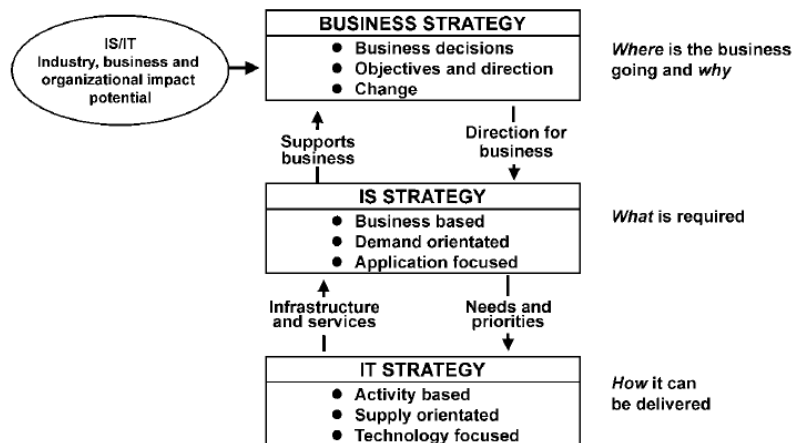 IS/IT
Industry, business and
organizational impact
potential
BUSINESS STRATEGY
● Business decisions
● Objectives and direction
● Change
Where is the business
going and why
Supports
business
Direction for
business
IS STRATEGY
● Business based
● Demand orientated
● Application focused
What is required
Infrastructure
and services
Needs and
priorities
IT STRATEGY
● Activity based
● Supply orientated
● Technology focused
How it can
be delivered